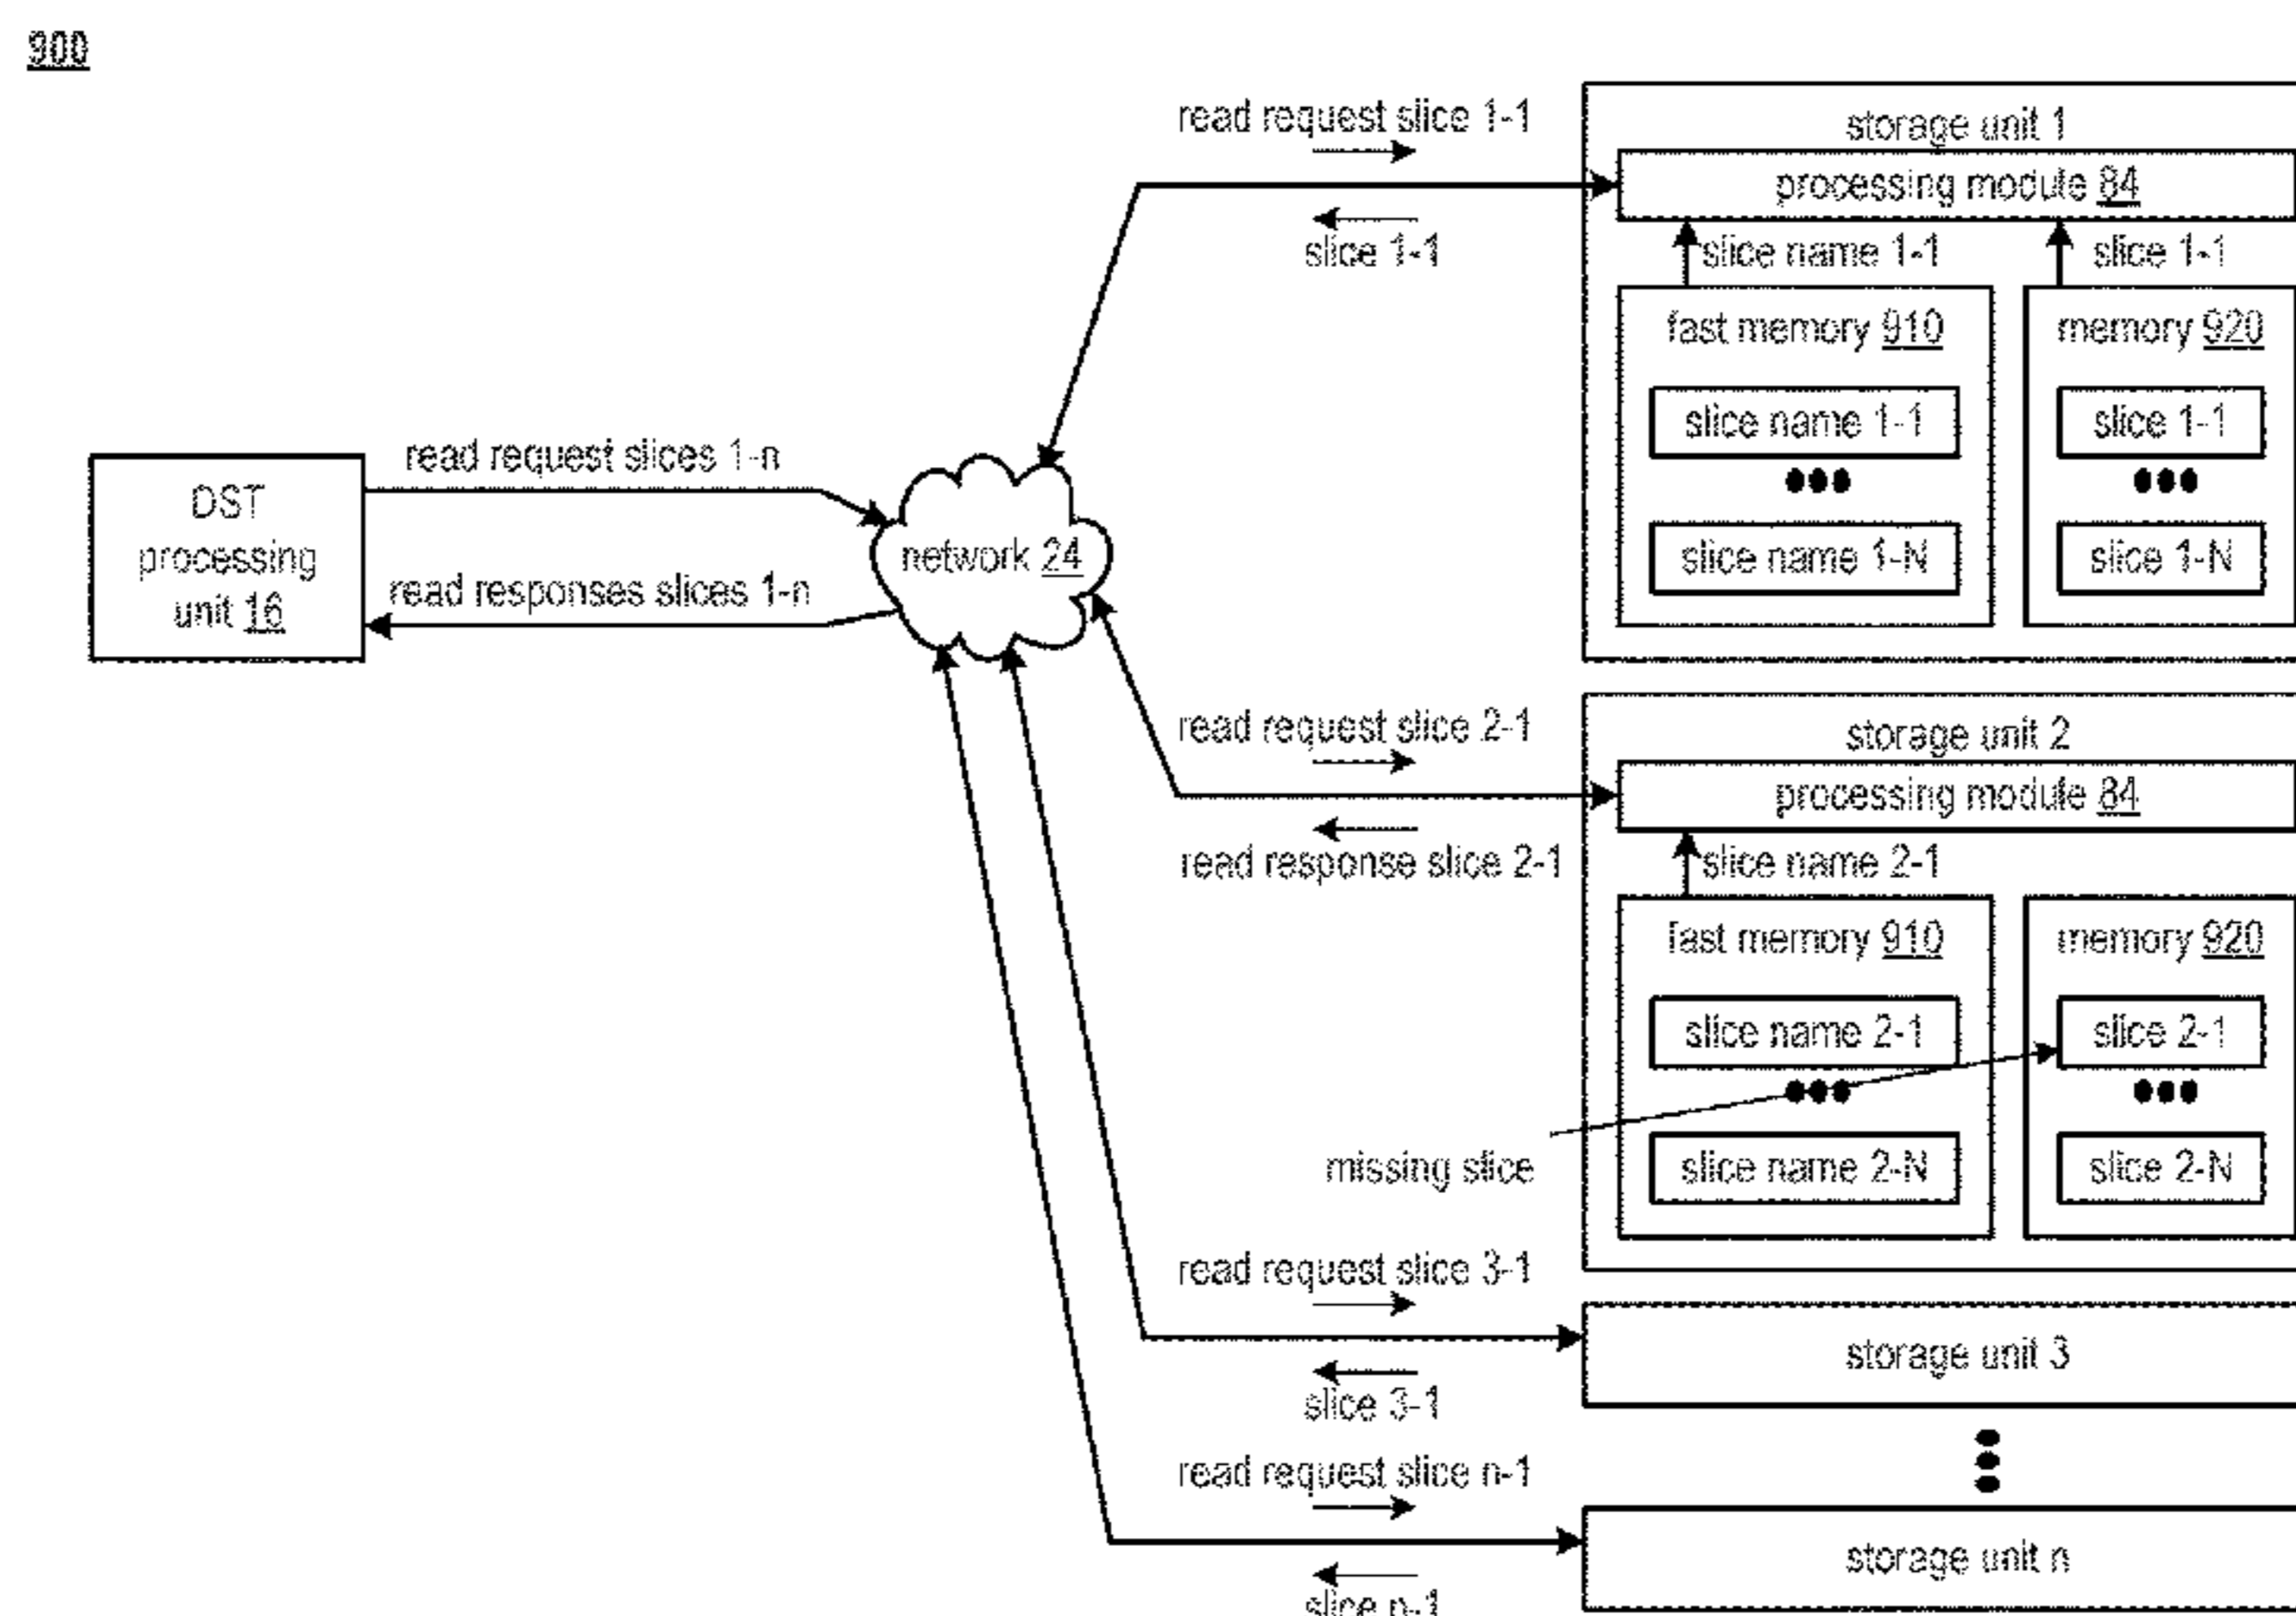 900
read request slice 1-1
slice 1-1
storage unit 1
processing module 84
slice name 1-1
slice 1-1
fast memory 910
memory 920
slice name 1-1
slice 1-1
slice name 1-N
slice 1-N
DST
processing
unit 16
read request slices 1-n
read responses slices 1-n
network 24
read request slice 2-1
read response slice 2-1
storage unit 2
processing module 84
slice name 2-1
fast memory 910
memory 920
slice name 2-1
slice 2-1
missing slice
slice name 2-N
slice 2-N
read request slice 3-1
slice 3-1
storage unit 3
read request slice n-1
slice n-1
storage unit n